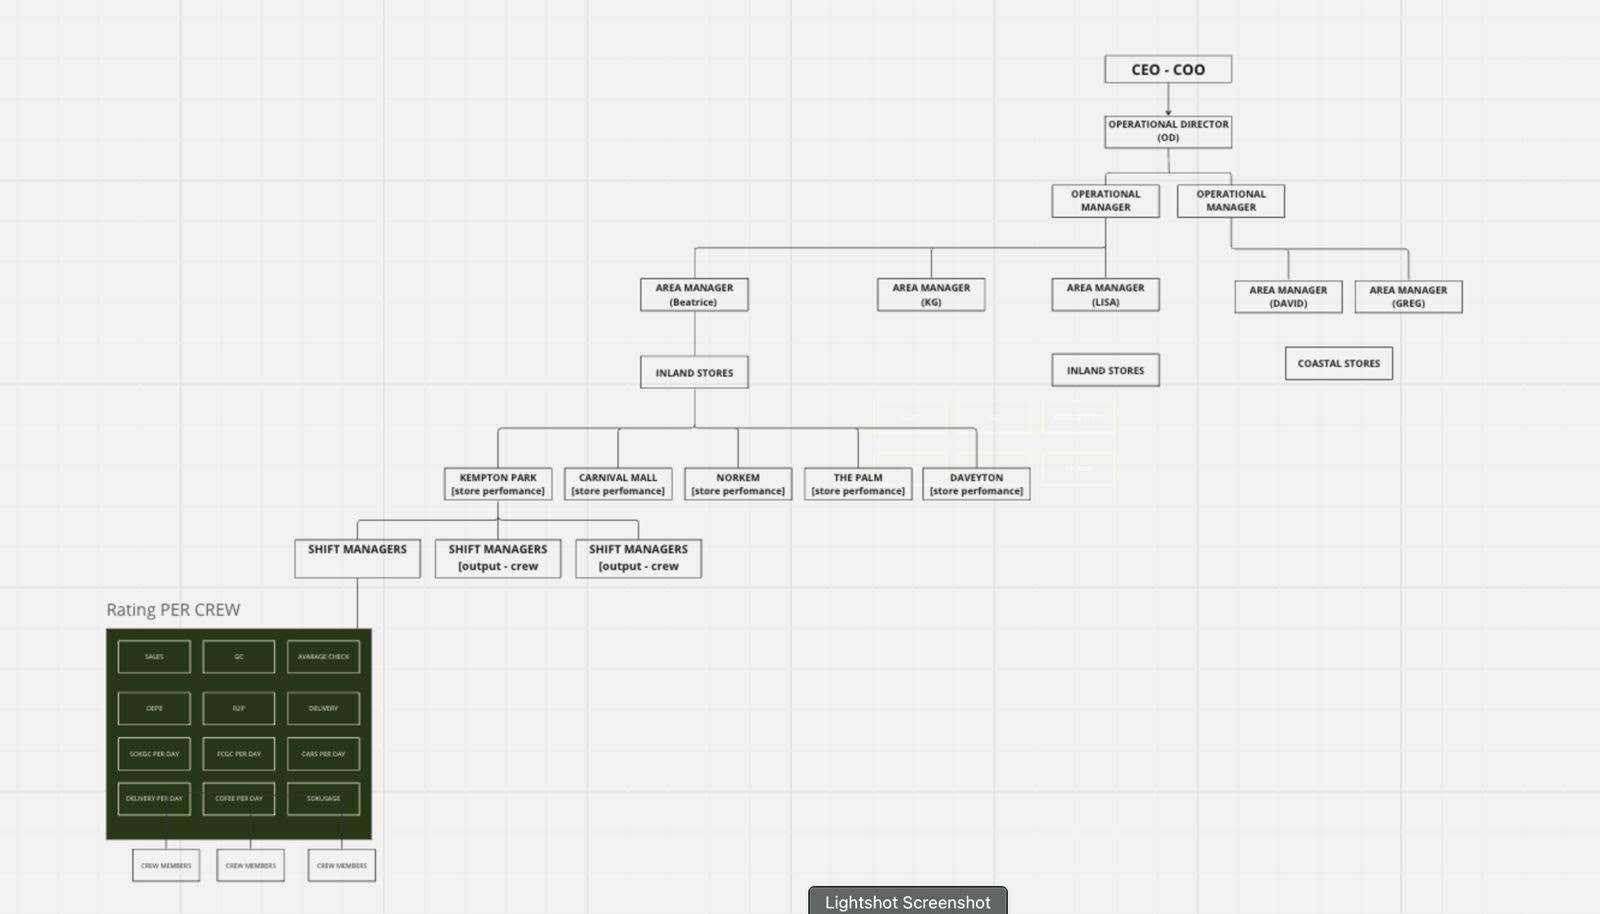 CEO - COO
OPERATIONAL DIRECTOR
(OD)
OPERATIONAL
MANAGER
OPERATIONAL
MANAGER
AREA MANAGER
(Beatrice)
AREA MANAGER
(KG)
AREA MANAGER
(LISA)
AREA MANAGER
(DAVID)
AREA MANAGER
(GREG)
INLAND STORES
INLAND STORES
COASTAL STORES
KEMPTON PARK
[store perfomance]
CARNIVAL MALL
[store perfomance]
NORKEM
[store perfomance]
THE PALM
[store perfomance]
DAVEYTON
[store perfomance]
SHIFT MANAGERS
SHIFT MANAGERS
[output - crew
SHIFT MANAGERS
[output - crew
Rating PER CREW
SALES
GC
AVARAGE CHECK
OEPE
R2P
DELIVERY
SOKGC PER DAY
FCGC PER DAY
CARS PER DAY
DELIVERY PER DAY
COFEE PER DAY
SOKUSAGE
CREW MEMBERS
CREW MEMBERS
CREW MEMBERS
Lightshot Screenshot